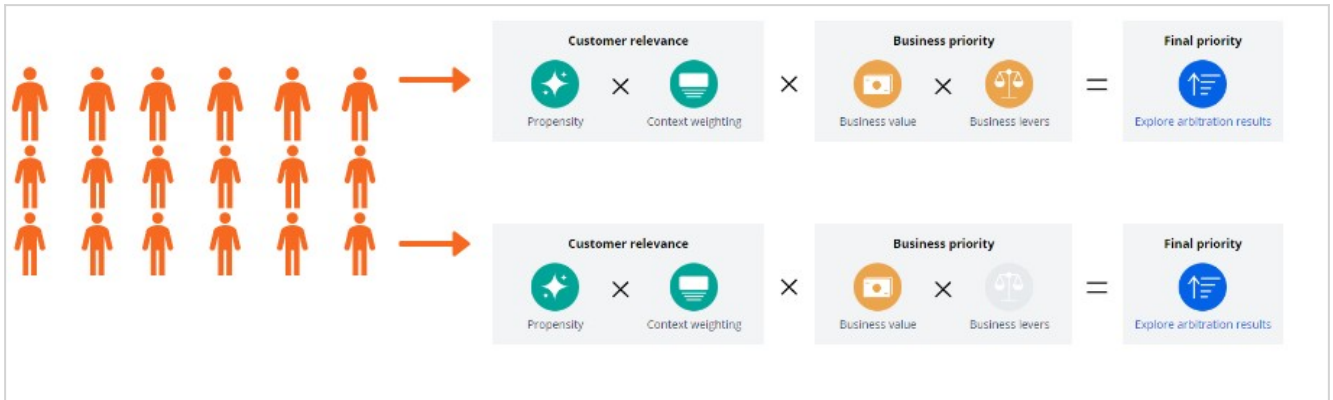 Customer relevance
Business priority
Final priority
× × × =
Propensity
Context weighting
Business value
Business levers
Explore arbitration results
Customer relevance
Business priority
Final priority
× × × =
Propensity
Context weighting
Business value
Business levers
Explore arbitration results